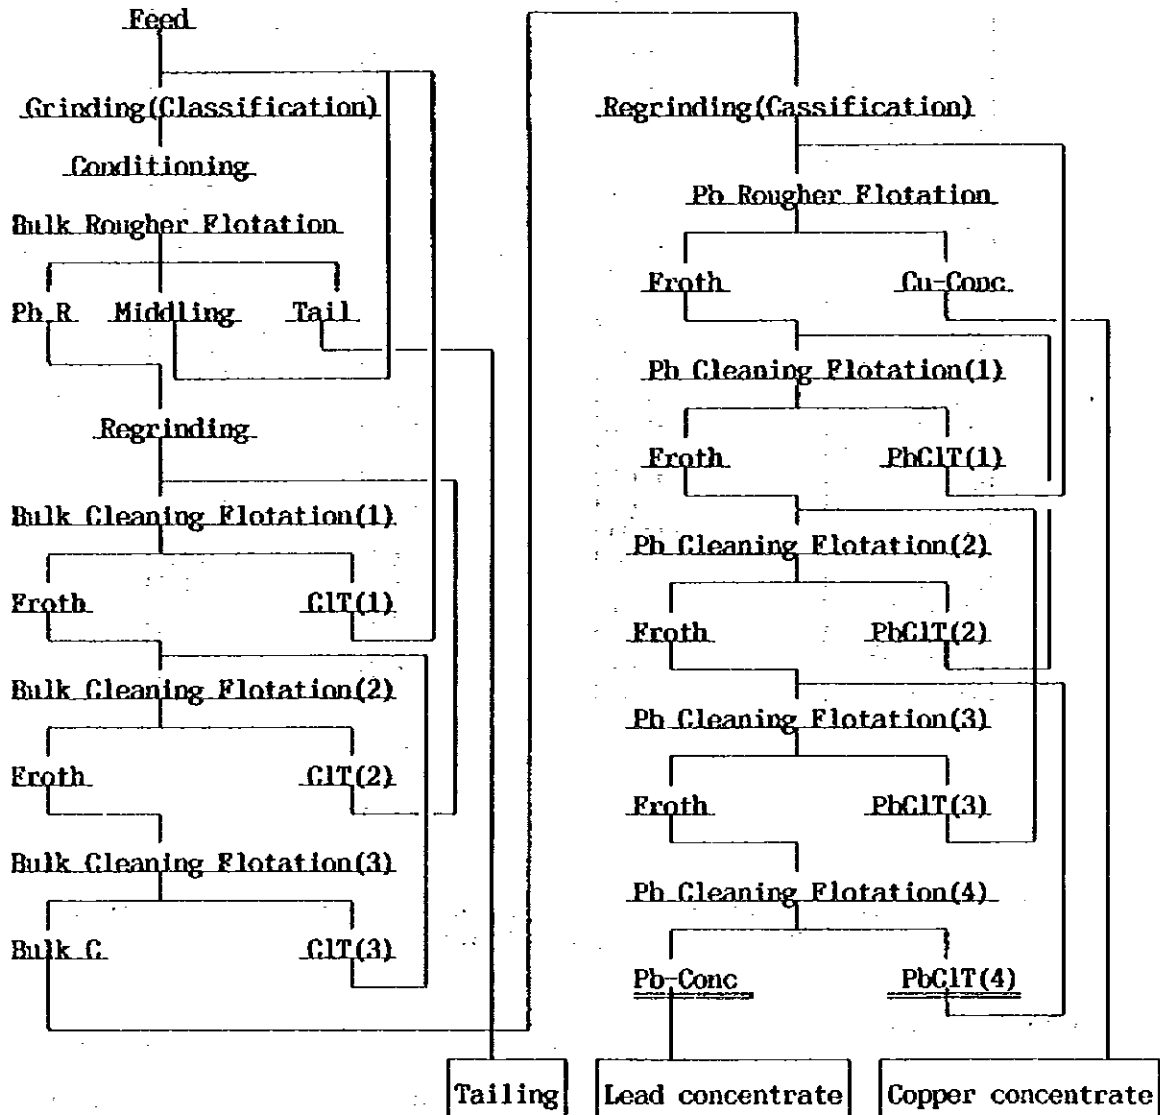 Feed
Grinding(Classification)
Conditioning
Bulk Rougher Flotation
Pb R Middling Tail
Regrinding
Bulk Cleaning Flotation(1)
Froth ClT(1)
Bulk Cleaning Flotation(2)
Froth ClT(2)
Bulk Cleaning Flotation(3)
Bulk C ClT(3)
Regrinding(Cassification)
Pb Rougher Flotation
Froth Cu-Conc
Pb Cleaning Flotation(1)
Froth PbClT(1)
Pb Cleaning Flotation(2)
Froth PbClT(2)
Pb Cleaning Flotation(3)
Froth PbClT(3)
Pb Cleaning Flotation(4)
Pb-Conc PbClT(4)
Tailing Lead concentrate Copper concentrate